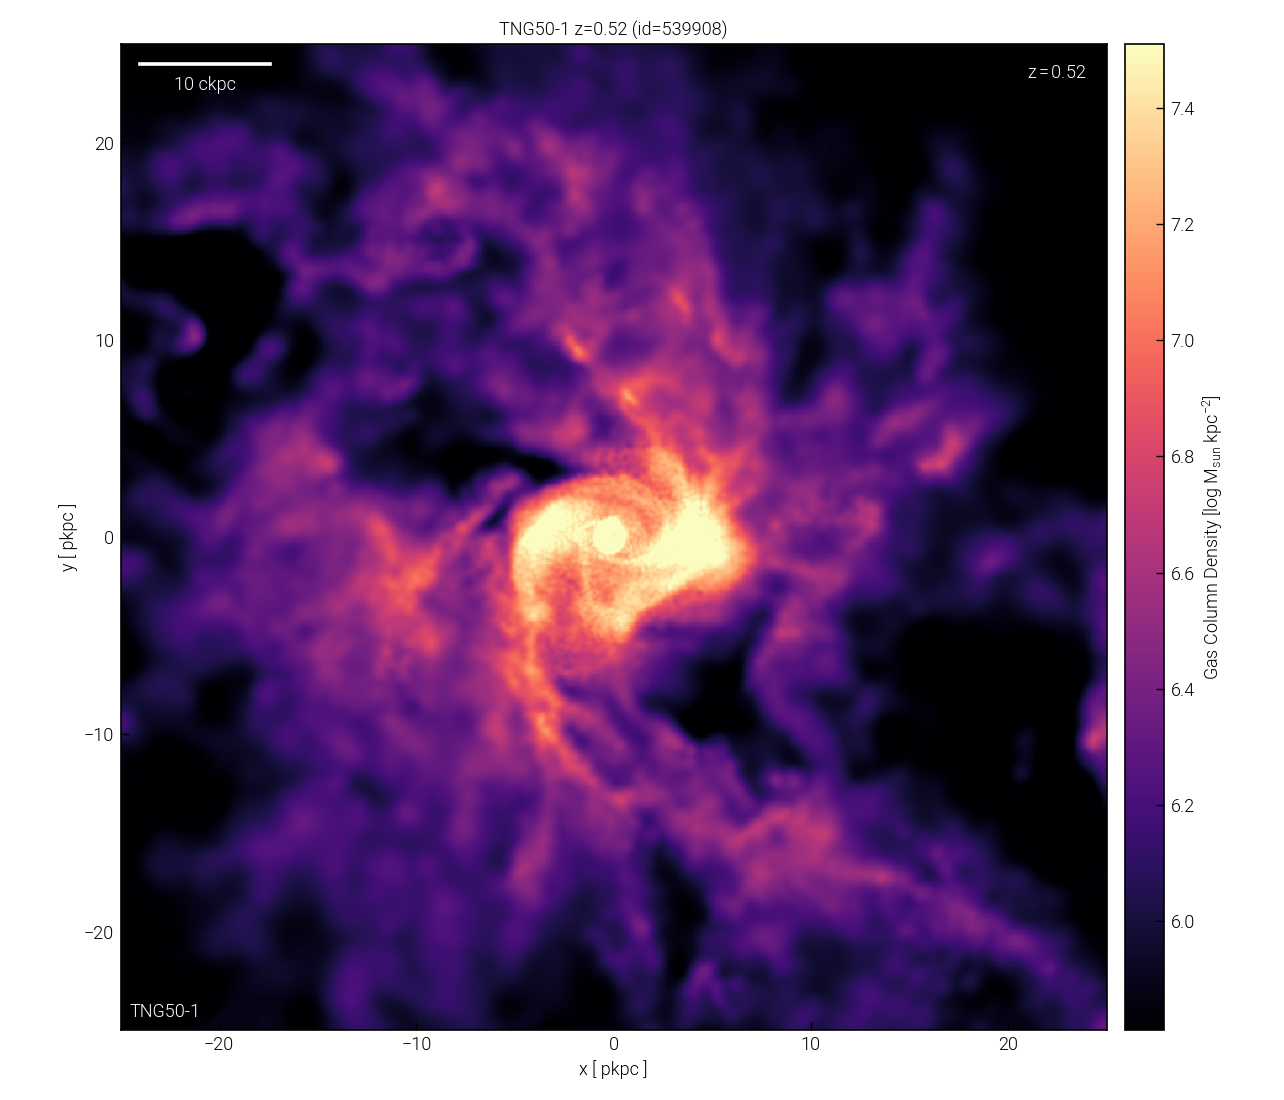 TNG50-1 z=0.52 (id=539908)
10 ckpc
z=0.52
20
10
0
−10
−20
y [ pkpc ]
TNG50-1
−20
−10
0
10
20
x [ pkpc ]
7.4
7.2
7.0
6.8
6.6
6.4
6.2
6.0
Gas Column Density [log M_sun kpc^−2]